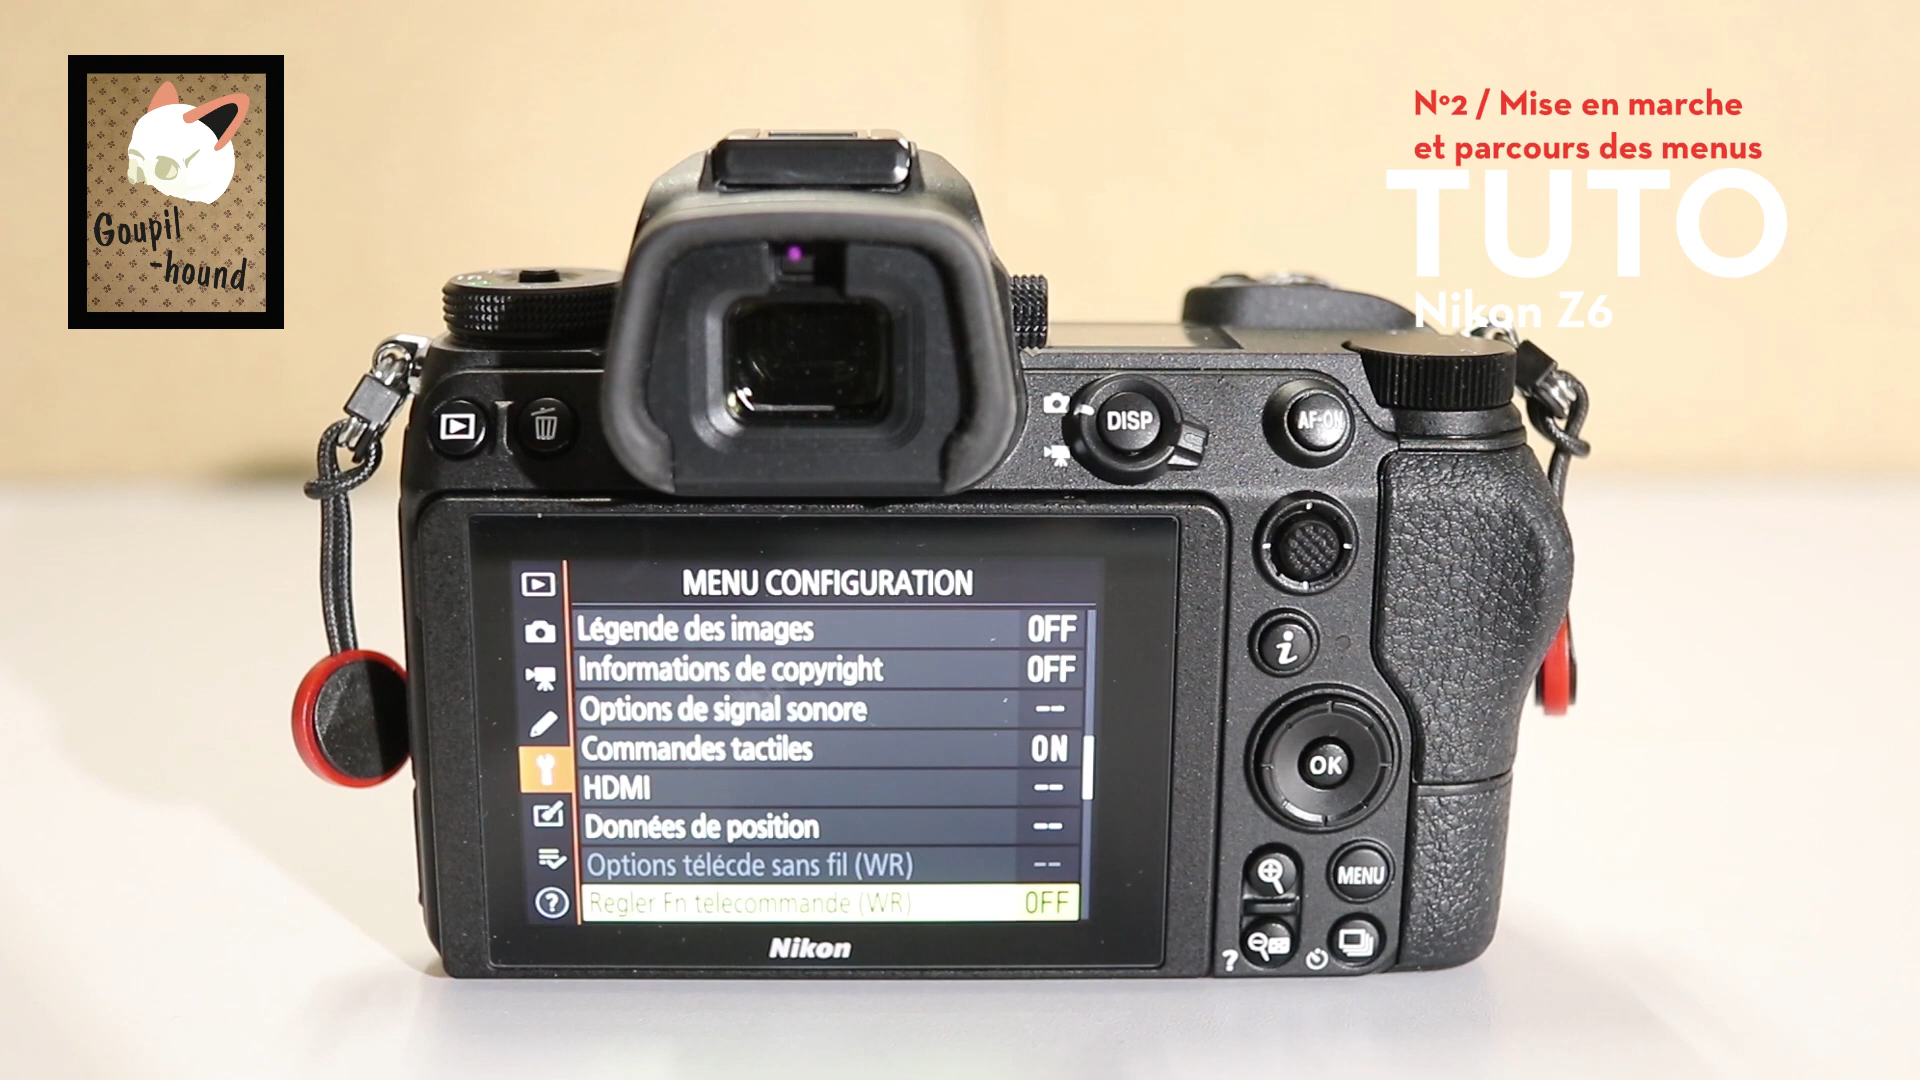 Goupil
-hound
N°2 / Mise en marche
et parcours des menus
TUTO
Nikon Z6
DISP
AF-ON
MENU CONFIGURATION
Légende des images OFF
Informations de copyright OFF
Options de signal sonore --
Commandes tactiles ON
HDMI --
Données de position --
Options télécde sans fil (WR) --
Regler Fn telecommande (WR) OFF
i
OK
MENU
?
?
Nikon